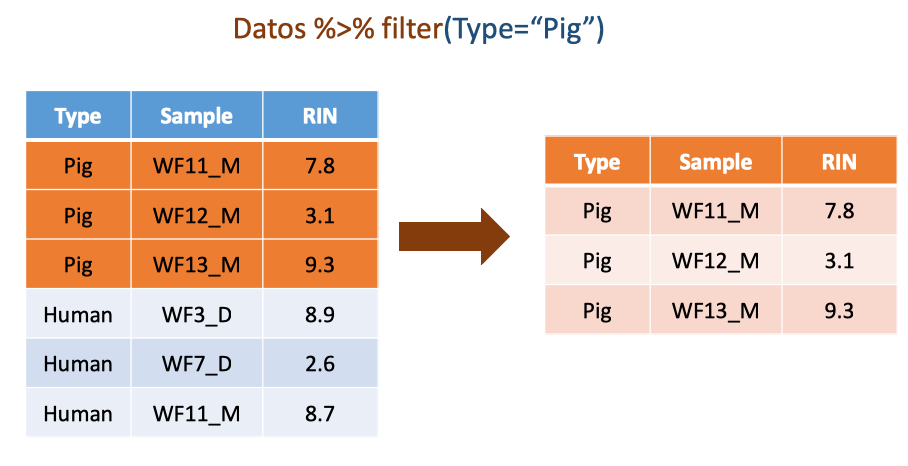 Datos %>% filter(Type=“Pig”)
Type Sample RIN
Pig WF11_M 7.8
Pig WF12_M 3.1
Pig WF13_M 9.3
Human WF3_D 8.9
Human WF7_D 2.6
Human WF11_M 8.7
Type Sample RIN
Pig WF11_M 7.8
Pig WF12_M 3.1
Pig WF13_M 9.3